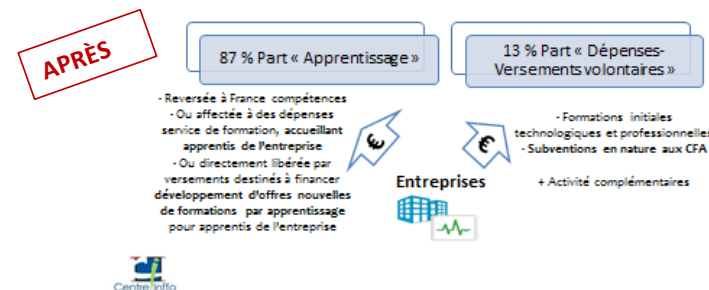 APRÈS
87 % Part « Apprentissage »
13 % Part « Dépenses-
Versements volontaires »
- Reversée à France compétences
- Ou affectée à des dépenses
service de formation, accueillant
apprentis de l'entreprise
- Ou directement libérée par
versements destinés à financer
développement d'offres nouvelles
de formations par apprentissage
pour apprentis de l'entreprise
€
€
Entreprises
- Formations initiales
technologiques et professionnelles
- Subventions en nature aux CFA
+ Activité complémentaires
Centre Inffo